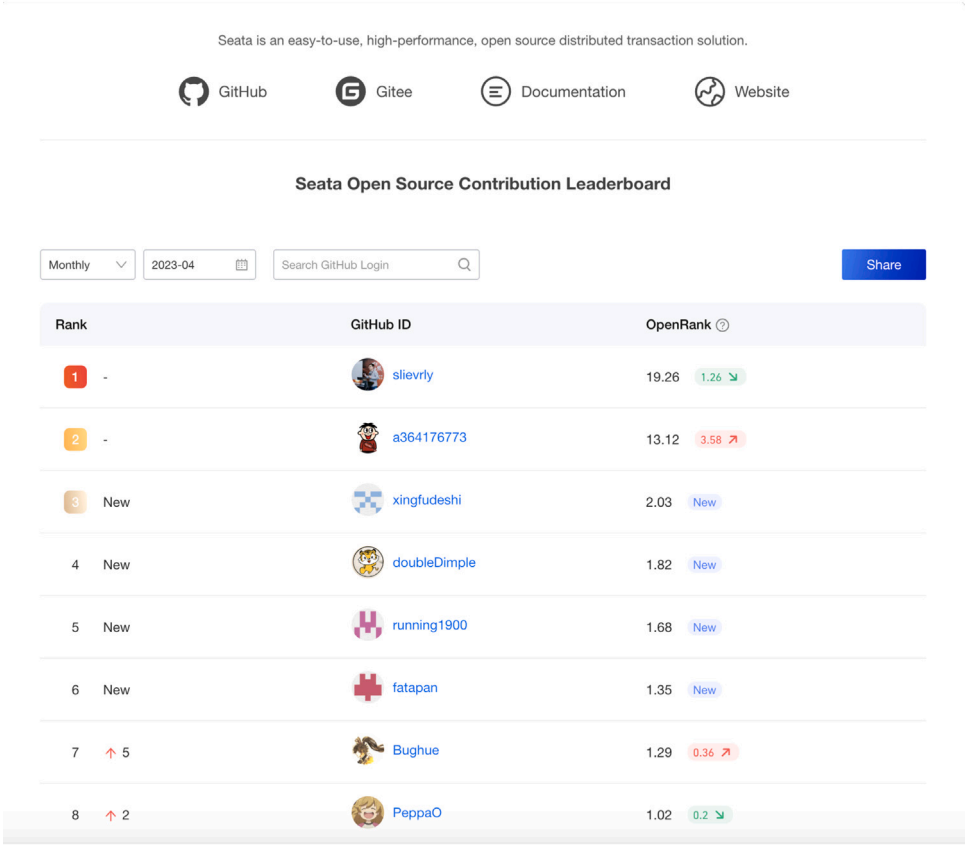 Seata is an easy-to-use, high-performance, open source distributed transaction solution.
GitHub Gitee Documentation Website
Seata Open Source Contribution Leaderboard
Monthly 2023-04 Search GitHub Login Share
Rank GitHub ID OpenRank ?
1 - slievrly 19.26 1.26 ↘
2 - a364176773 13.12 3.58 ↗
3 New xingfudeshi 2.03 New
4 New doubleDimple 1.82 New
5 New running1900 1.68 New
6 New fatapan 1.35 New
7 ↑ 5 Bughue 1.29 0.36 ↗
8 ↑ 2 PeppaO 1.02 0.2 ↘